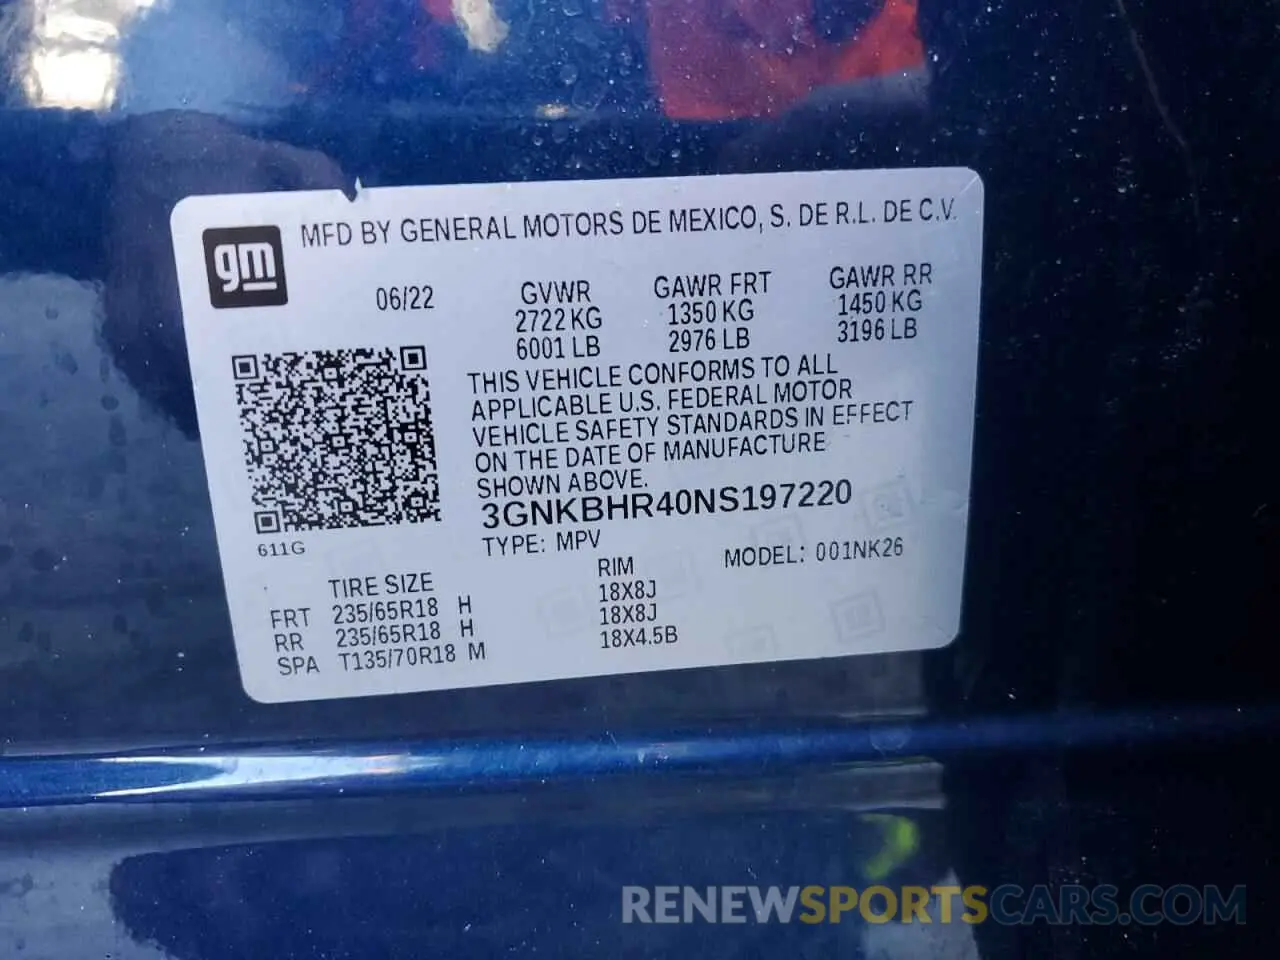 gm
MFD BY GENERAL MOTORS DE MEXICO, S. DE R.L. DE C.V.
06/22
GVWR GAWR FRT GAWR RR
2722 KG 1350 KG 1450 KG
6001 LB 2976 LB 3196 LB
THIS VEHICLE CONFORMS TO ALL
APPLICABLE U.S. FEDERAL MOTOR
VEHICLE SAFETY STANDARDS IN EFFECT
ON THE DATE OF MANUFACTURE
SHOWN ABOVE.
3GNKBHR40NS197220
611G
TYPE: MPV MODEL: 001NK26
TIRE SIZE RIM
FRT 235/65R18 H 18X8J
RR 235/65R18 H 18X8J
SPA T135/70R18 M 18X4.5B
RENEWSPORTSCARS.COM